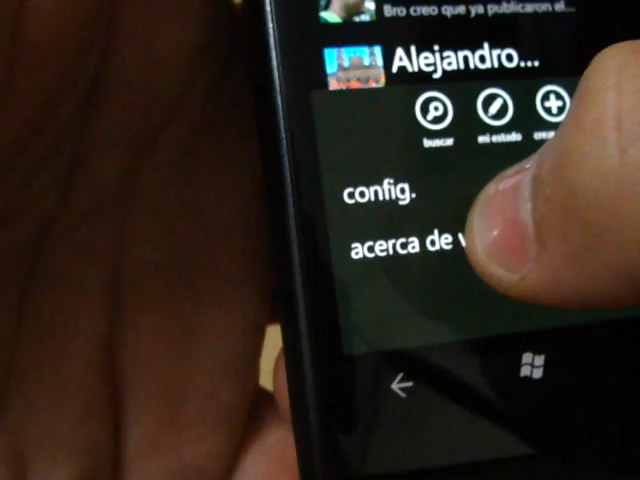 Bro creo que ya publicaron el...
Alejandro...
buscar mi estado
config.
acerca de